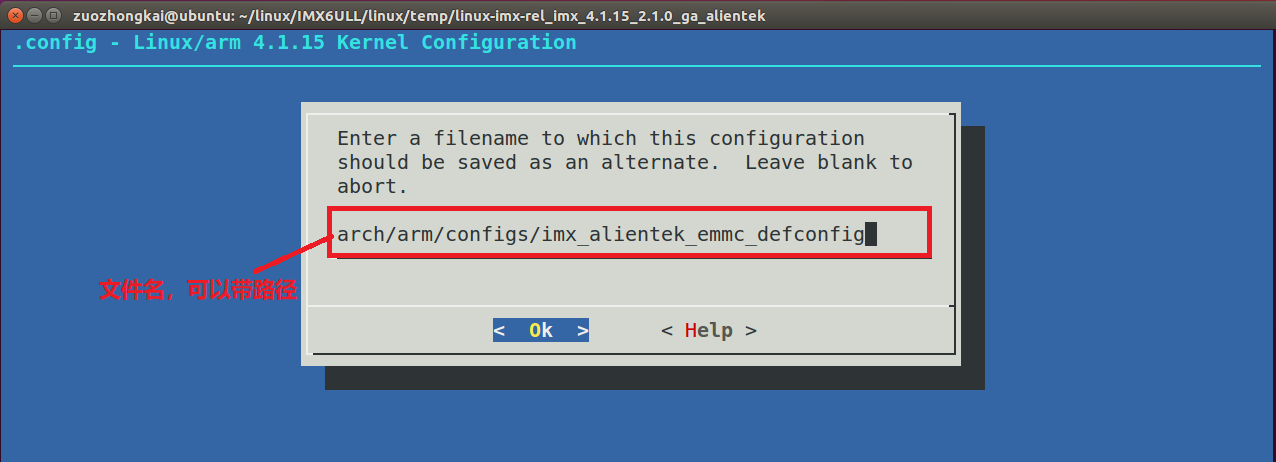 zuozhongkai@ubuntu: ~/linux/IMX6ULL/linux/temp/linux-imx-rel_imx_4.1.15_2.1.0_ga_alientek
.config - Linux/arm 4.1.15 Kernel Configuration
Enter a filename to which this configuration
should be saved as an alternate.  Leave blank to
abort.
arch/arm/configs/imx_alientek_emmc_defconfig
文件名，可以带路径
<  Ok  >      < Help >